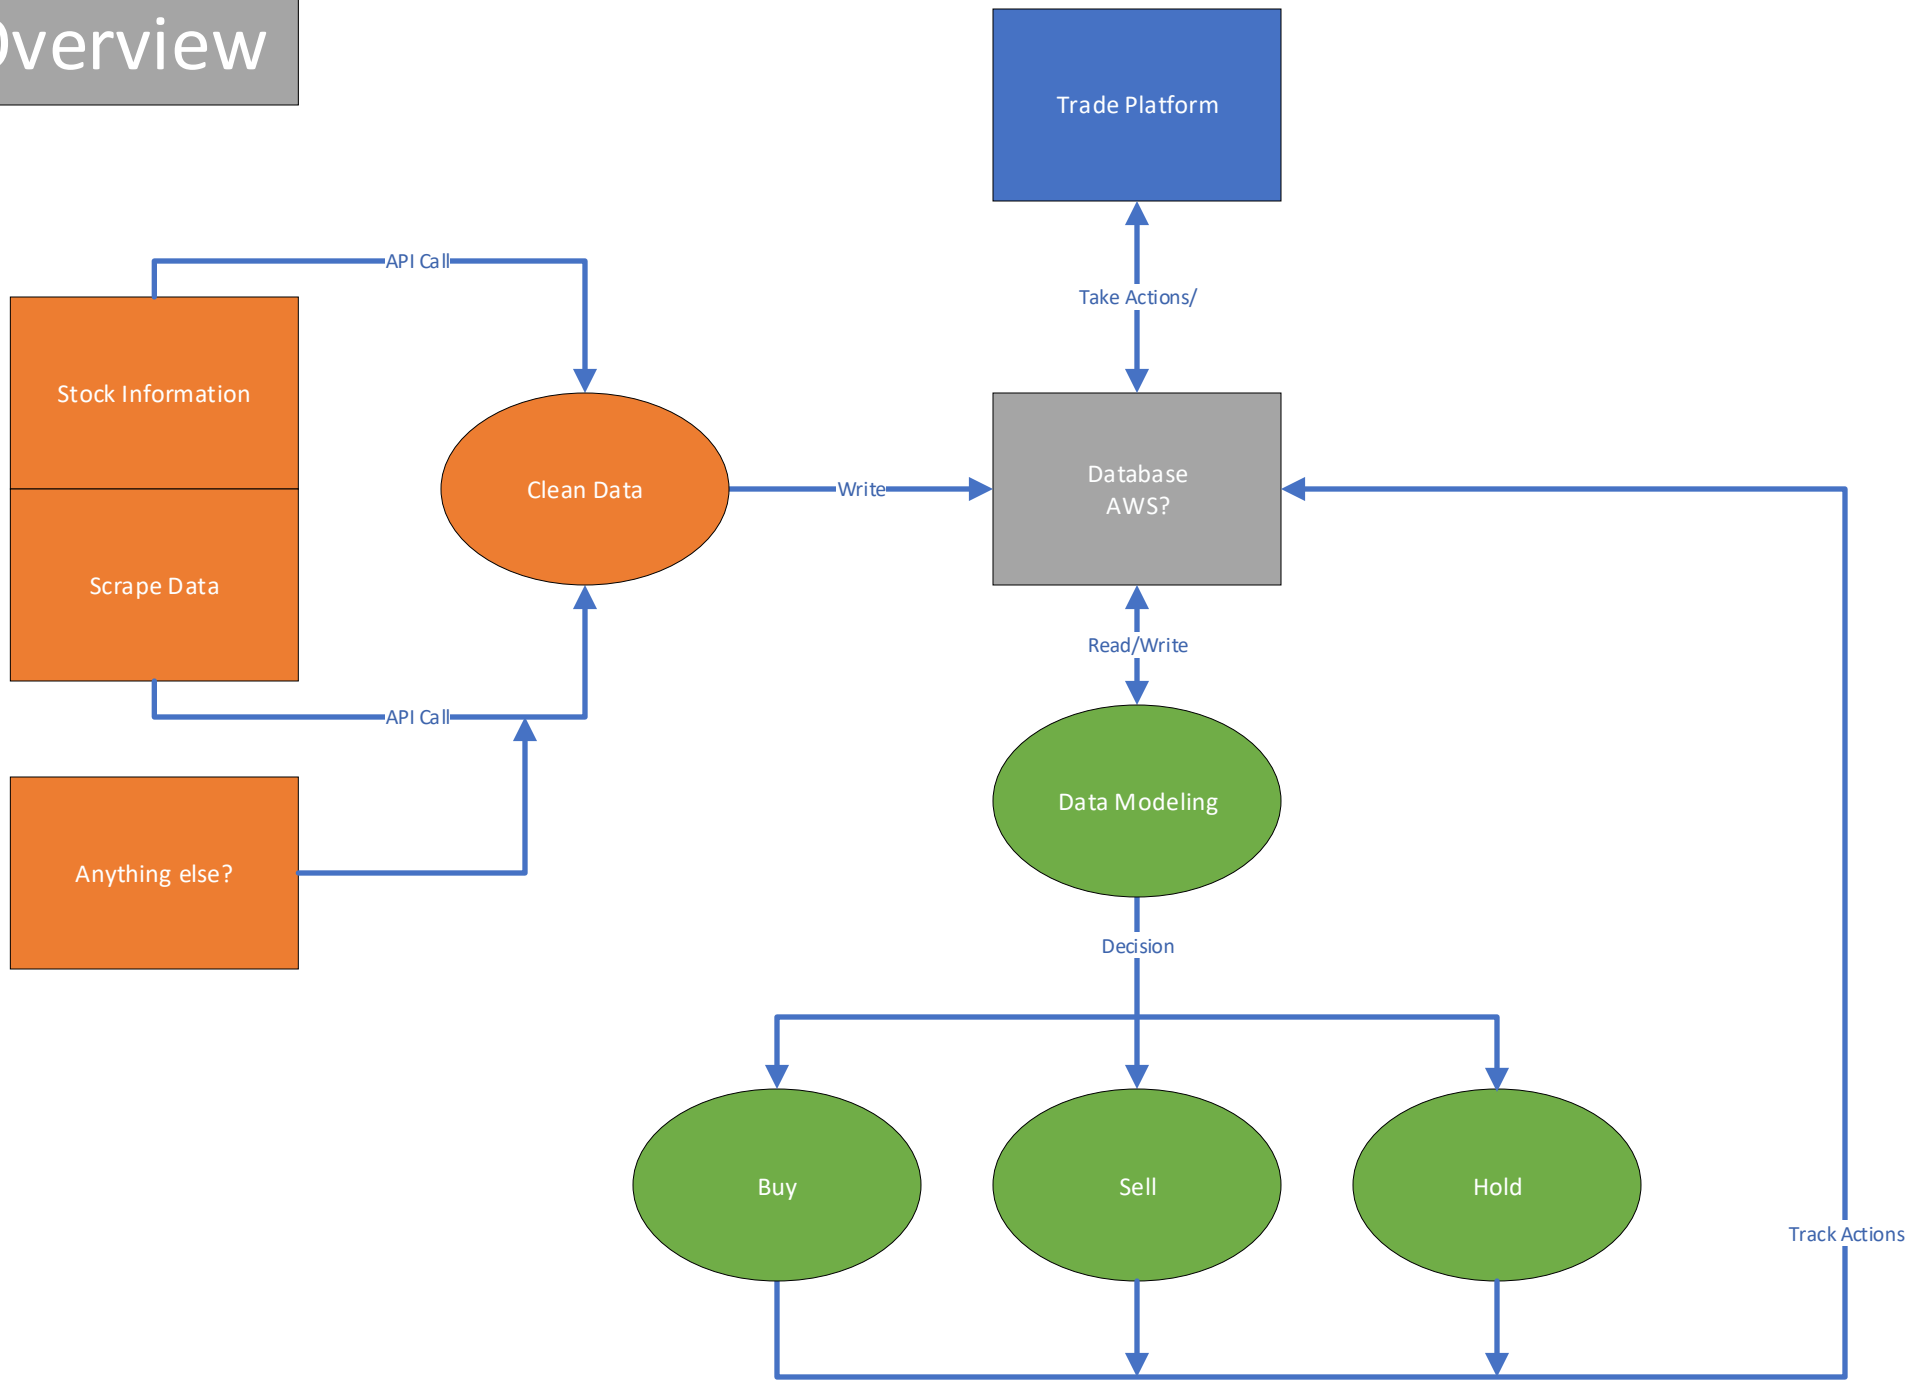 Overview
Trade Platform
API Call
Take Actions/
Stock Information
Clean Data
Write
Database
AWS?
Scrape Data
Read/Write
API Call
Data Modeling
Anything else?
Decision
Buy
Sell
Hold
Track Actions